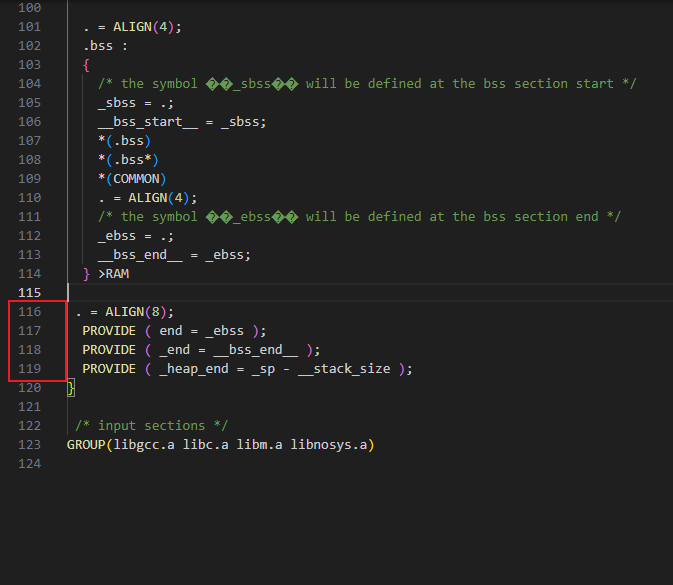 100
101 . = ALIGN(4);
102 .bss :
103 {
104 /* the symbol ��_sbss�� will be defined at the bss section start */
105 _sbss = .;
106 __bss_start__ = _sbss;
107 *(.bss)
108 *(.bss*)
109 *(COMMON)
110 . = ALIGN(4);
111 /* the symbol ��_ebss�� will be defined at the bss section end */
112 _ebss = .;
113 __bss_end__ = _ebss;
114 } >RAM
115
116 . = ALIGN(8);
117 PROVIDE ( end = _ebss );
118 PROVIDE ( _end = __bss_end__ );
119 PROVIDE ( _heap_end = _sp - __stack_size );
120 }
121
122 /* input sections */
123 GROUP(libgcc.a libc.a libm.a libnosys.a)
124